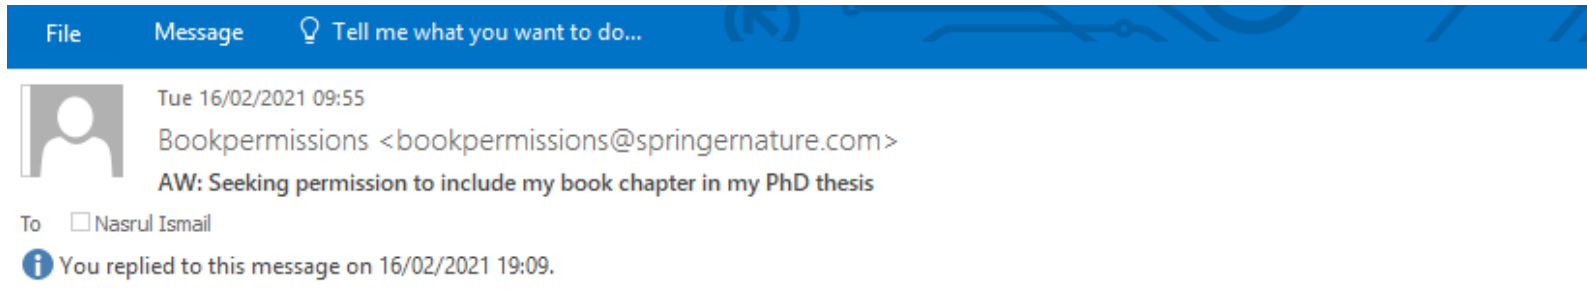 File Message Tell me what you want to do...
Tue 16/02/2021 09:55
Bookpermissions <bookpermissions@springernature.com>
AW: Seeking permission to include my book chapter in my PhD thesis
To Nasrul Ismail
You replied to this message on 16/02/2021 19:09.